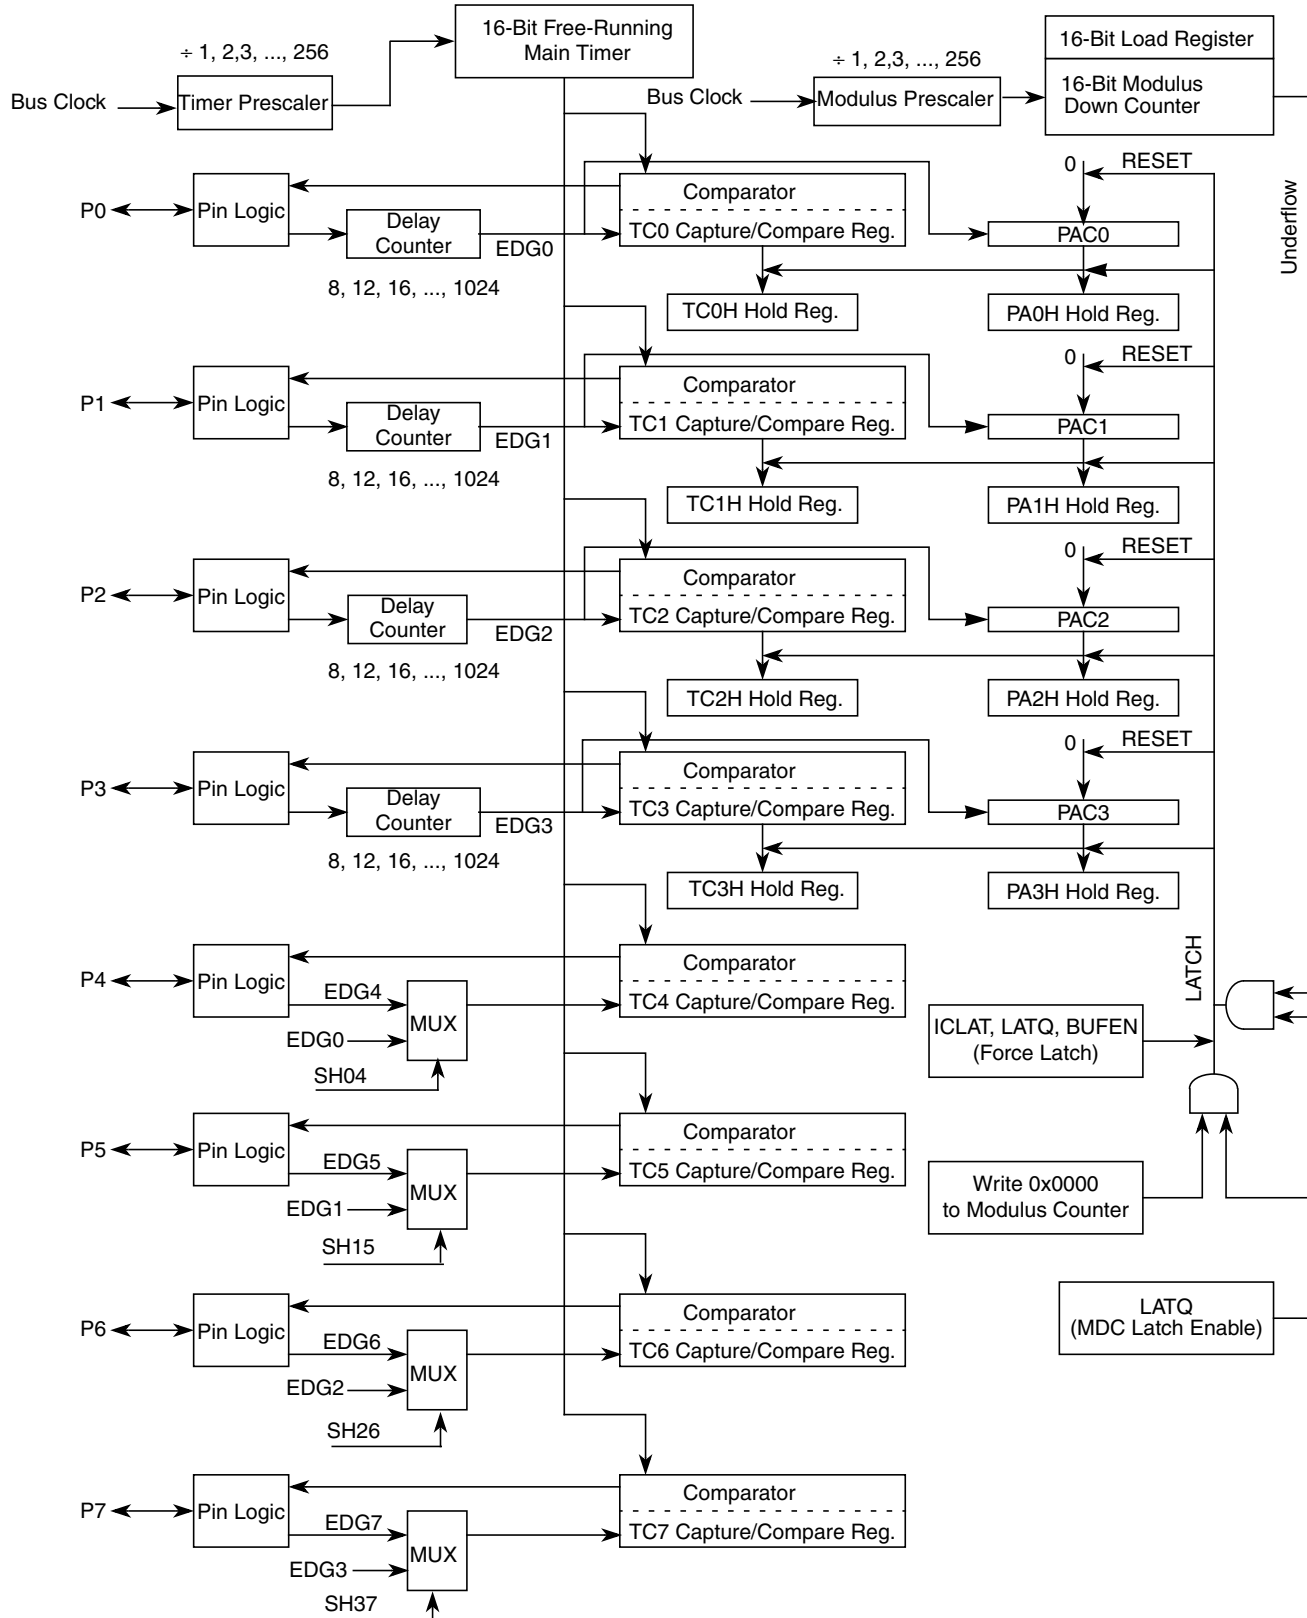 16-Bit Free-Running
Main Timer
16-Bit Load Register
÷ 1, 2,3, ..., 256
÷ 1, 2,3, ..., 256
Bus Clock
Timer Prescaler
Bus Clock
Modulus Prescaler
16-Bit Modulus
Down Counter
Underflow
P0
Pin Logic
Delay
Counter
EDG0
8, 12, 16, ..., 1024
Comparator
TC0 Capture/Compare Reg.
TC0H Hold Reg.
0
RESET
PAC0
PA0H Hold Reg.
P1
Pin Logic
Delay
Counter
EDG1
8, 12, 16, ..., 1024
Comparator
TC1 Capture/Compare Reg.
TC1H Hold Reg.
0
RESET
PAC1
PA1H Hold Reg.
P2
Pin Logic
Delay
Counter
EDG2
8, 12, 16, ..., 1024
Comparator
TC2 Capture/Compare Reg.
TC2H Hold Reg.
0
RESET
PAC2
PA2H Hold Reg.
P3
Pin Logic
Delay
Counter
EDG3
8, 12, 16, ..., 1024
Comparator
TC3 Capture/Compare Reg.
TC3H Hold Reg.
0
RESET
PAC3
PA3H Hold Reg.
LATCH
P4
Pin Logic
EDG4
EDG0
MUX
SH04
Comparator
TC4 Capture/Compare Reg.
ICLAT, LATQ, BUFEN
(Force Latch)
P5
Pin Logic
EDG5
EDG1
MUX
SH15
Comparator
TC5 Capture/Compare Reg.
Write 0x0000
to Modulus Counter
P6
Pin Logic
EDG6
EDG2
MUX
SH26
Comparator
TC6 Capture/Compare Reg.
LATQ
(MDC Latch Enable)
P7
Pin Logic
EDG7
EDG3
MUX
SH37
Comparator
TC7 Capture/Compare Reg.